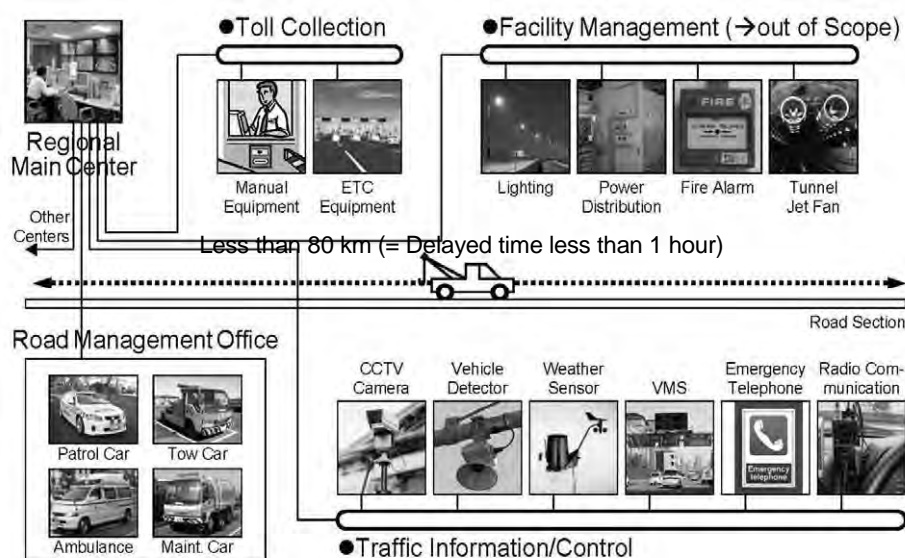 ●Toll Collection
●Facility Management (→out of Scope)
Regional
Main Center
Manual
Equipment
ETC
Equipment
Lighting
Power
Distribution
FIRE
Fire Alarm
Tunnel
Jet Fan
Other
Centers
Less than 80 km (= Delayed time less than 1 hour)
Road Section
Road Management Office
Patrol Car
Tow Car
Ambulance
Maint. Car
CCTV
Camera
Vehicle
Detector
Weather
Sensor
VMS
Emergency
Telephone
Emergency
telephone
Radio Com-
munication
●Traffic Information/Control